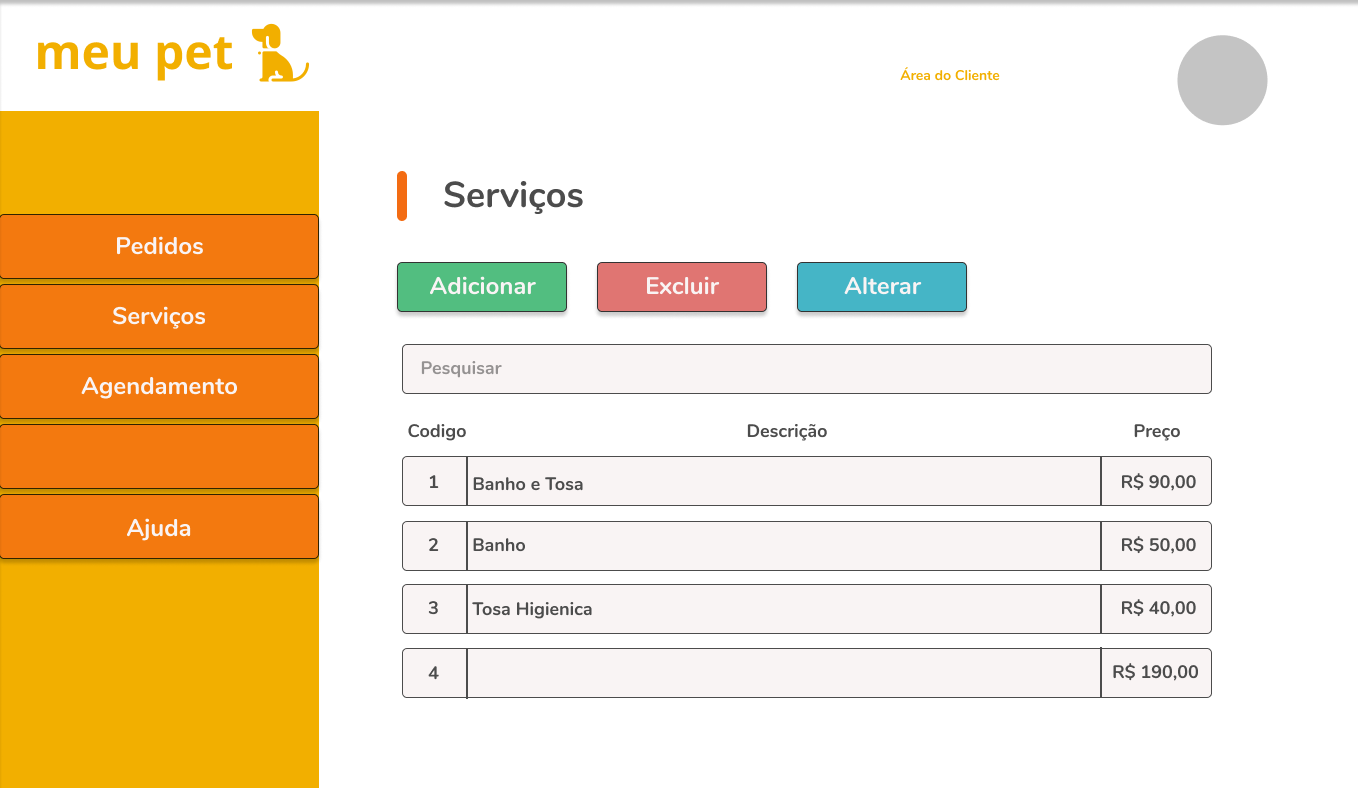 meu pet
Área do Cliente
Pedidos
Serviços
Agendamento
Ajuda
Serviços
Adicionar Excluir Alterar
Pesquisar
Codigo Descrição Preço
1 Banho e Tosa R$ 90,00
2 Banho R$ 50,00
3 Tosa Higienica R$ 40,00
4 R$ 190,00